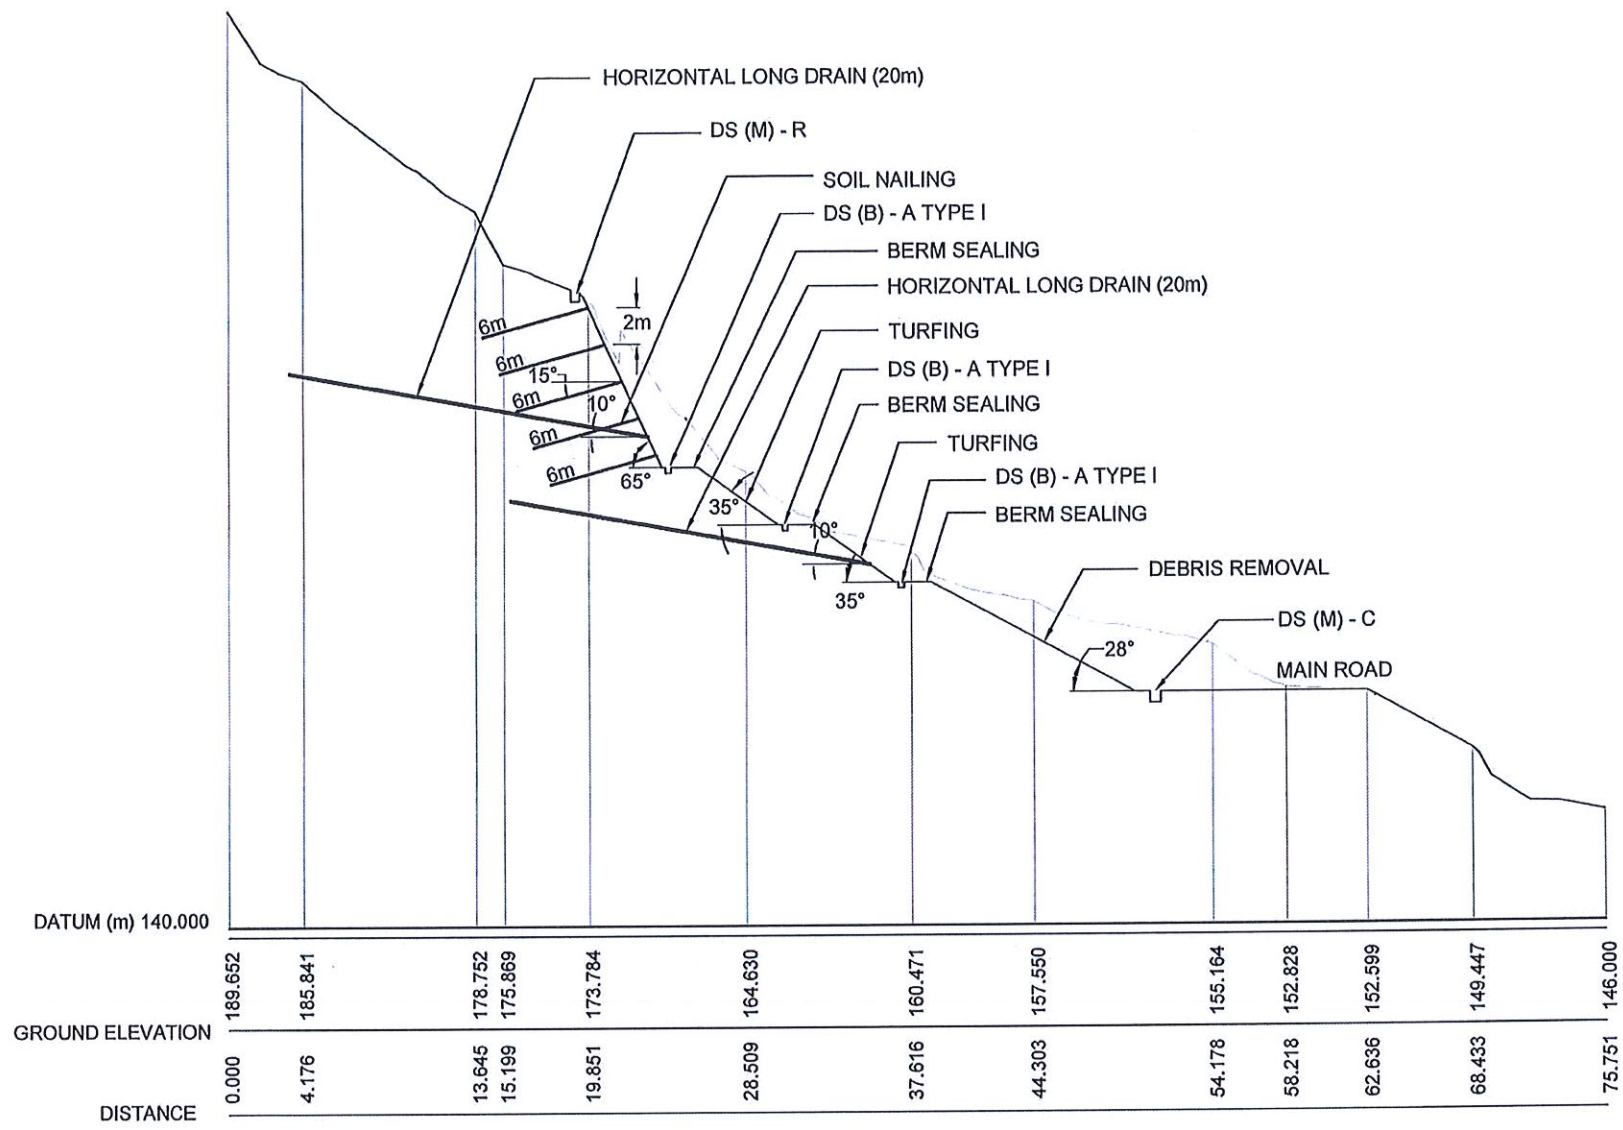 HORIZONTAL LONG DRAIN (20m)
DS (M) - R
SOIL NAILING
DS (B) - A TYPE I
BERM SEALING
HORIZONTAL LONG DRAIN (20m)
TURFING
DS (B) - A TYPE I
BERM SEALING
TURFING
DS (B) - A TYPE I
BERM SEALING
DEBRIS REMOVAL
DS (M) - C
MAIN ROAD
2m
6m
6m
15°
6m
10°
6m
6m
65°
35°
10°
35°
28°
DATUM (m) 140.000
189.652 185.841 178.752 175.869 173.784 164.630 160.471 157.550 155.164 152.828 152.599 149.447 146.000
GROUND ELEVATION
0.000 4.176 13.645 15.199 19.851 28.509 37.616 44.303 54.178 58.218 62.636 68.433 75.751
DISTANCE